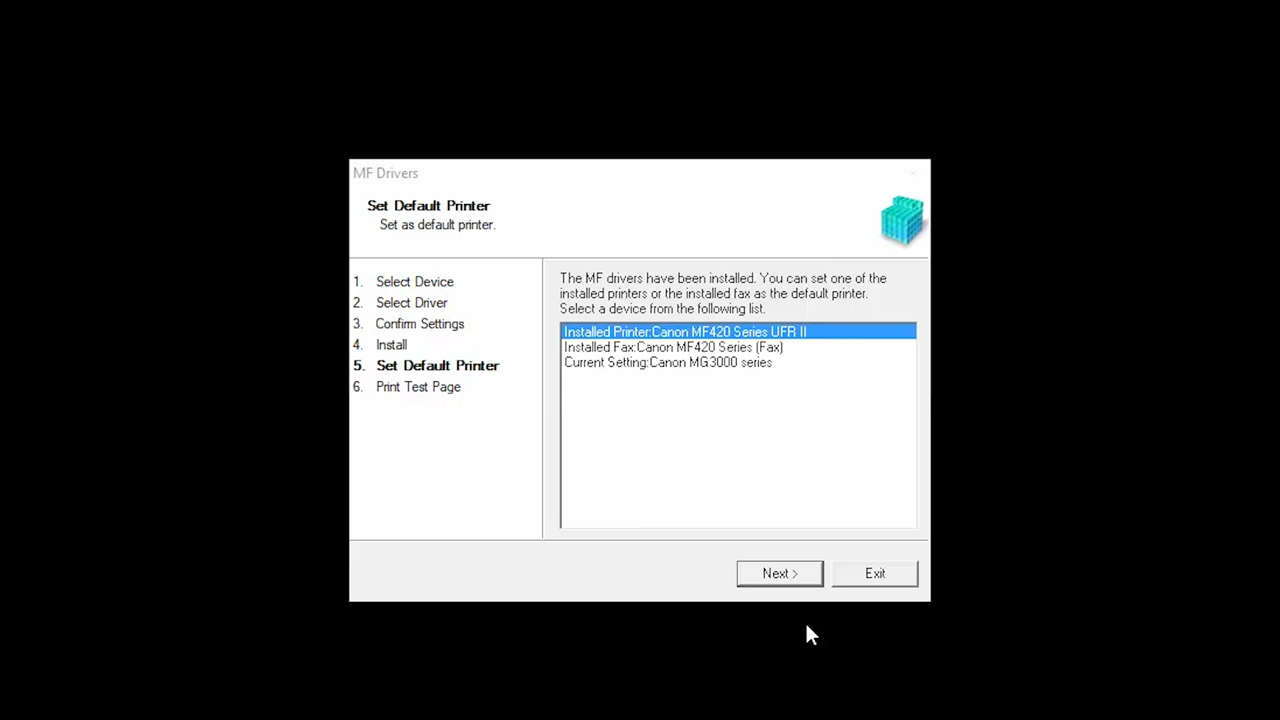 MF Drivers
Set Default Printer
Set as default printer.
1. Select Device
2. Select Driver
3. Confirm Settings
4. Install
5. Set Default Printer
6. Print Test Page
The MF drivers have been installed. You can set one of the
installed printers or the installed fax as the default printer.
Select a device from the following list.
Installed Printer:Canon MF420 Series UFR II
Installed Fax:Canon MF420 Series (Fax)
Current Setting:Canon MG3000 series
Next >
Exit